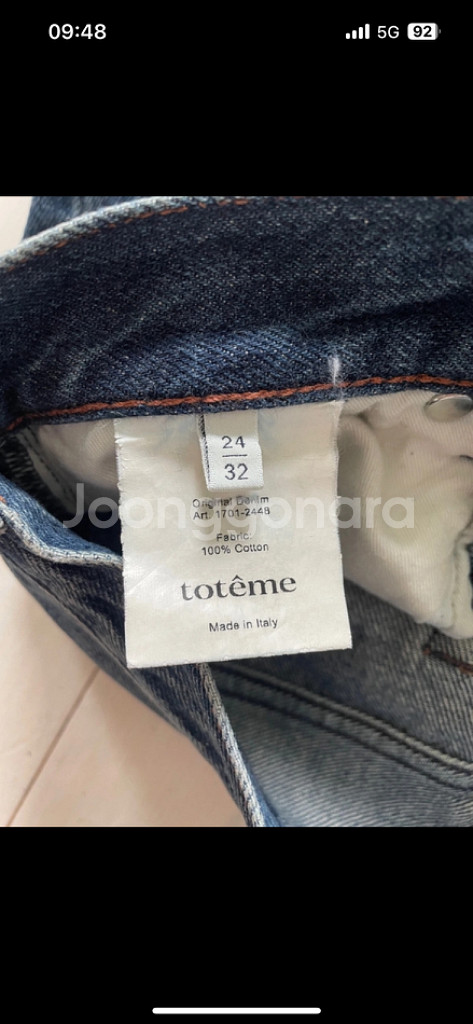 09:48
5G 92
24
32
Original Denim
Art. 1701-2448
Joonggonara
Fabric:
100% Cotton
totême
Made in Italy